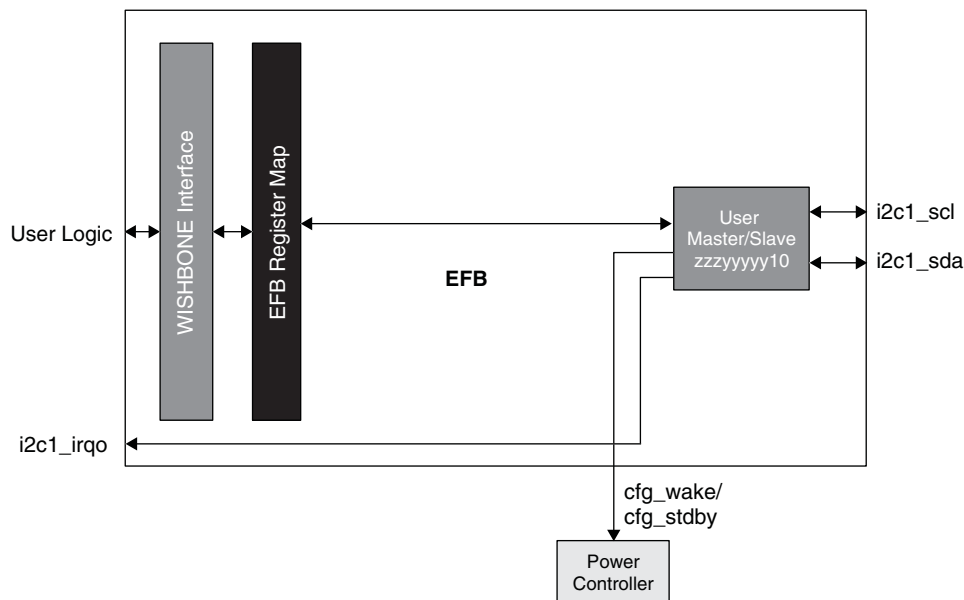 WISHBONE Interface
EFB Register Map
User Logic
EFB
User
Master/Slave
zzzyyyyy10
i2c1_scl
i2c1_sda
i2c1_irqo
cfg_wake/
cfg_stdby
Power
Controller